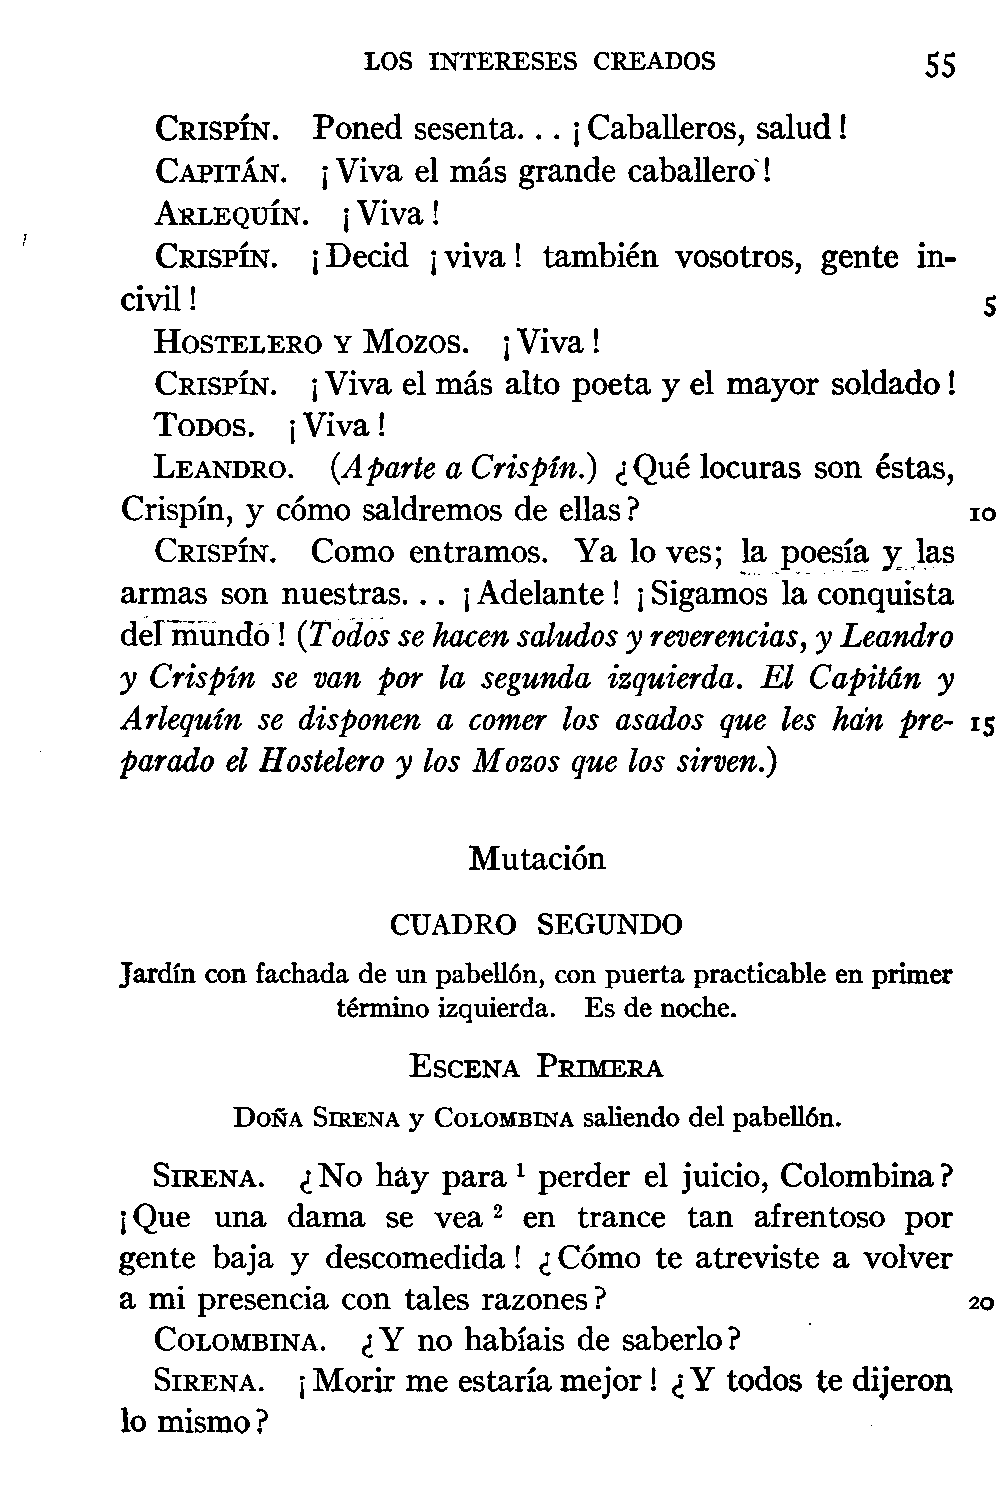 LOS INTERESES CREADOS 55
CRISPÍN. Poned sesenta. . . ¡Caballeros, salud!
CAPITÁN. ¡Viva el más grande caballero!
ARLEQUÍN. ¡Viva!
CRISPÍN. ¡Decid ¡viva! también vosotros, gente in-
civil! 5
HOSTELERO Y MOZOS. ¡Viva!
CRISPÍN. ¡Viva el más alto poeta y el mayor soldado!
TODOS. ¡Viva!
LEANDRO. (Aparte a Crispín.) ¿Qué locuras son éstas,
Crispín, y cómo saldremos de ellas? 10
CRISPÍN. Como entramos. Ya lo ves; la poesía y las
armas son nuestras. . . ¡Adelante! ¡Sigamos la conquista
del mundo! (Todos se hacen saludos y reverencias, y Leandro
y Crispín se van por la segunda izquierda. El Capitán y
Arlequín se disponen a comer los asados que les han pre- 15
parado el Hostelero y los Mozos que los sirven.)
Mutación
CUADRO SEGUNDO
Jardín con fachada de un pabellón, con puerta practicable en primer
término izquierda. Es de noche.
ESCENA PRIMERA
DOÑA SIRENA y COLOMBINA saliendo del pabellón.
SIRENA. ¿No hay para¹ perder el juicio, Colombina?
¡Que una dama se vea² en trance tan afrentoso por
gente baja y descomedida! ¿Cómo te atreviste a volver
a mi presencia con tales razones? 20
COLOMBINA. ¿Y no habíais de saberlo?
SIRENA. ¡Morir me estaría mejor! ¿Y todos te dijeron
lo mismo?